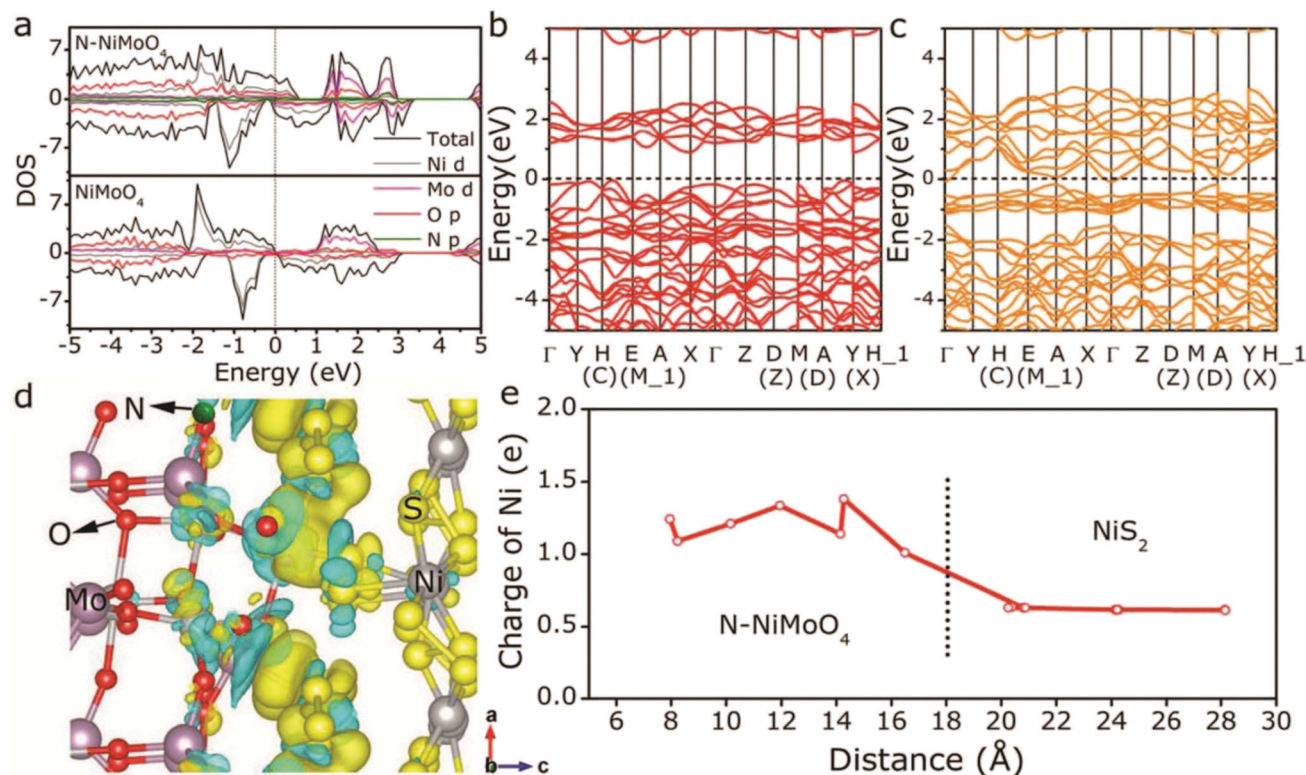 a
N-NiMoO₄
7
0
-7
Total
Ni d
Mo d
O p
N p
NiMoO₄
7
0
-7
DOS
-5 -4 -3 -2 -1 0 1 2 3 4 5
Energy (eV)
b
Energy(eV)
4
2
0
-2
-4
Γ Y H E A X Γ Z D M A Y H_1
(C) (M_1) (Z) (D) (X)
c
Energy(eV)
4
2
0
-2
-4
Γ Y H E A X Γ Z D M A Y H_1
(C) (M_1) (Z) (D) (X)
d
N
O
S
Mo
Ni
a
b
c
e
Charge of Ni (e)
2.0
1.5
1.0
0.5
0.0
N-NiMoO₄
NiS₂
6 8 10 12 14 16 18 20 22 24 26 28 30
Distance (Å)